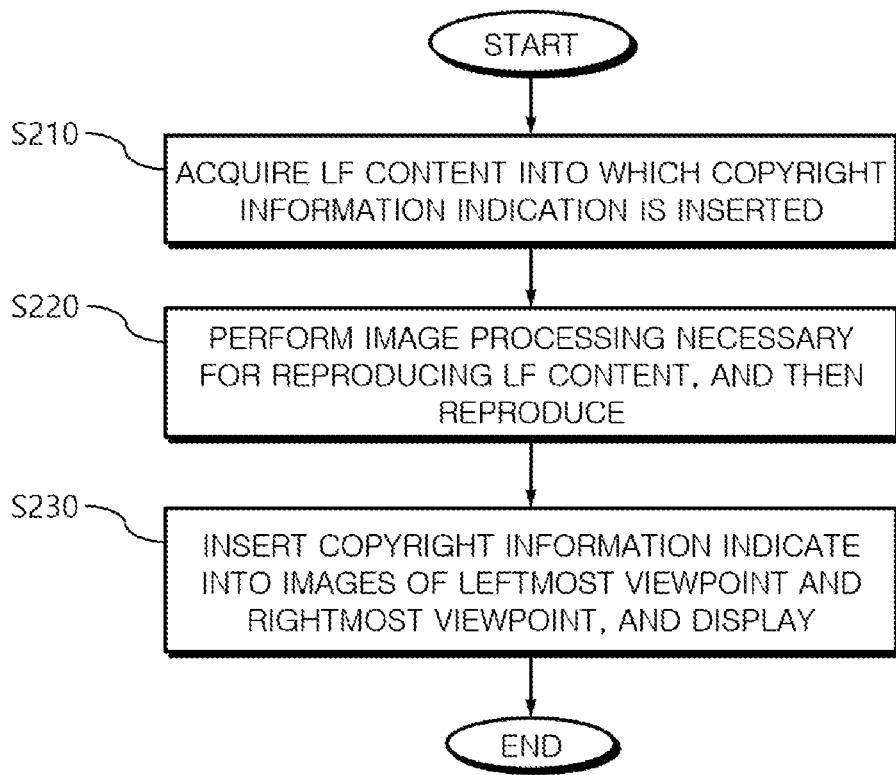 START
S210
ACQUIRE LF CONTENT INTO WHICH COPYRIGHT
INFORMATION INDICATION IS INSERTED
S220
PERFORM IMAGE PROCESSING NECESSARY
FOR REPRODUCING LF CONTENT, AND THEN
REPRODUCE
S230
INSERT COPYRIGHT INFORMATION INDICATE
INTO IMAGES OF LEFTMOST VIEWPOINT AND
RIGHTMOST VIEWPOINT, AND DISPLAY
END